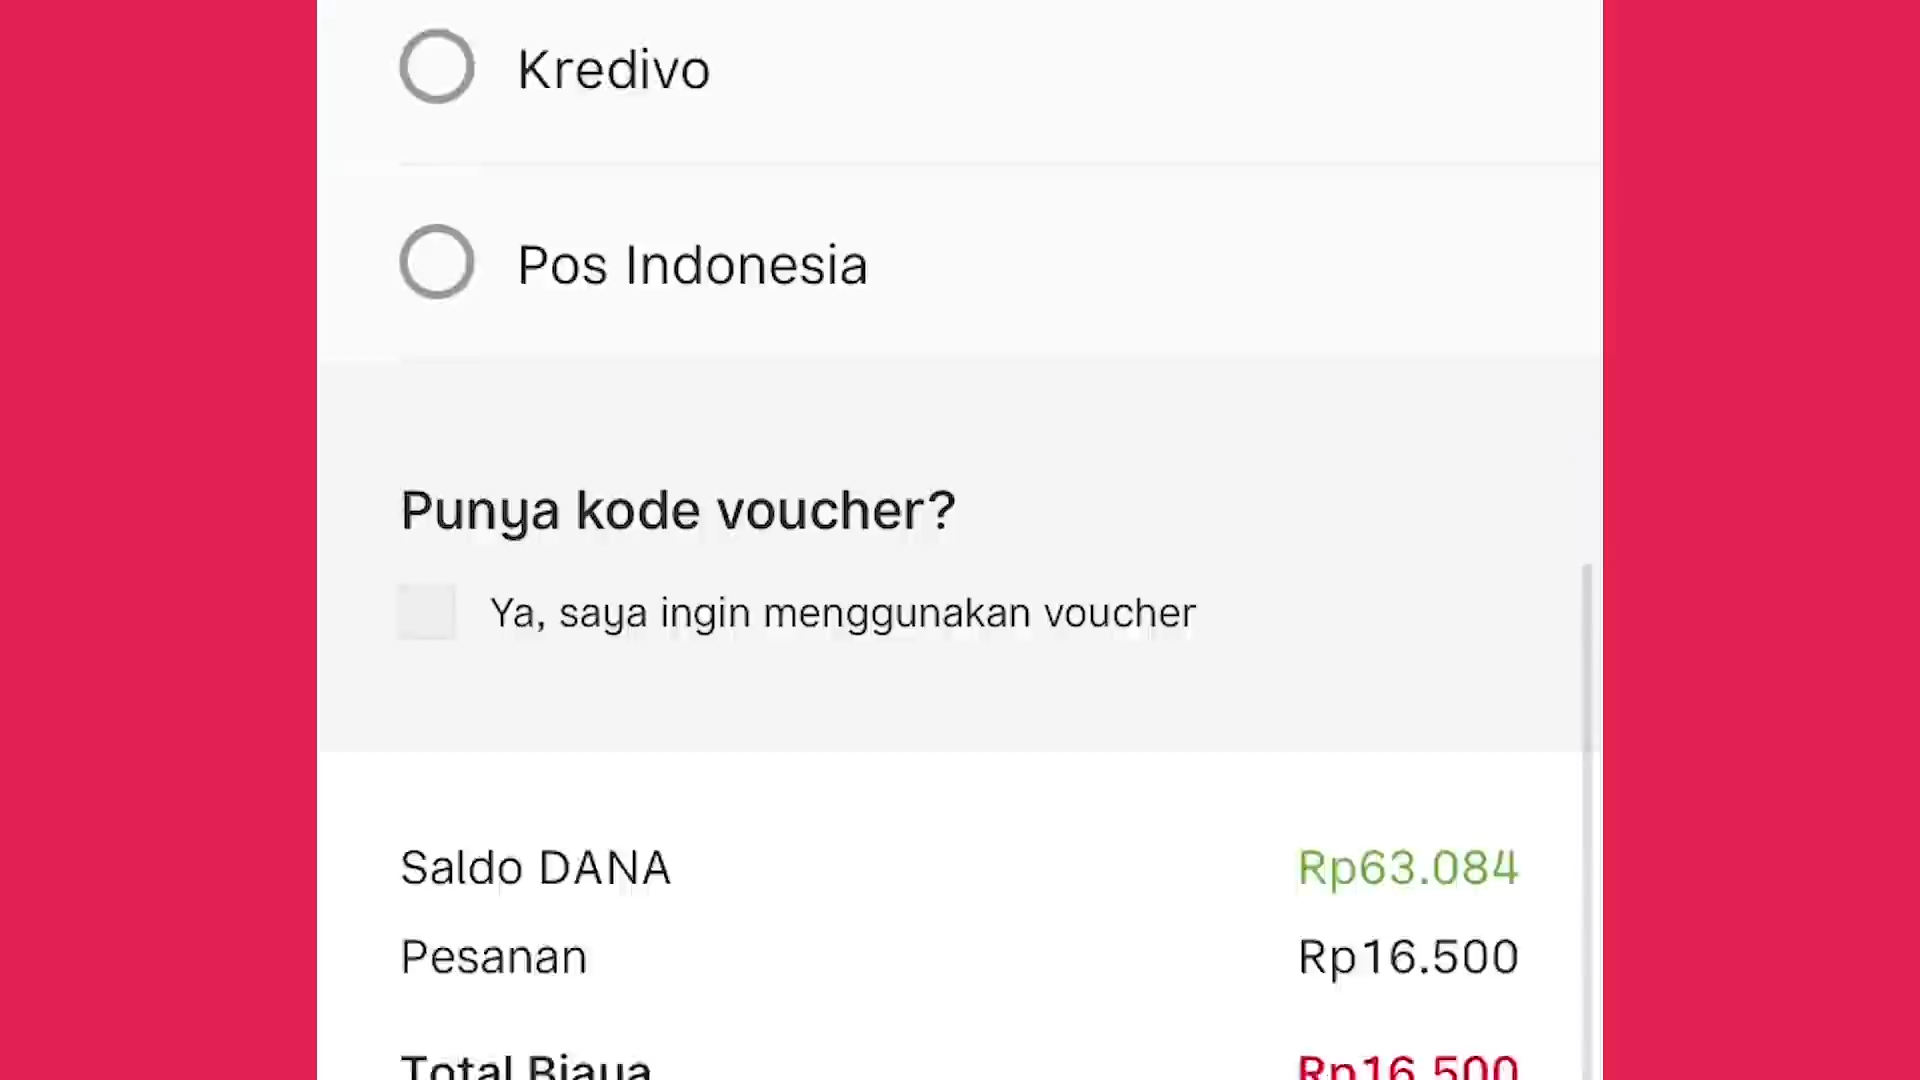 Kredivo
Pos Indonesia
Punya kode voucher?
Ya, saya ingin menggunakan voucher
Saldo DANA Rp63.084
Pesanan Rp16.500
Total Biaya Rp16.500